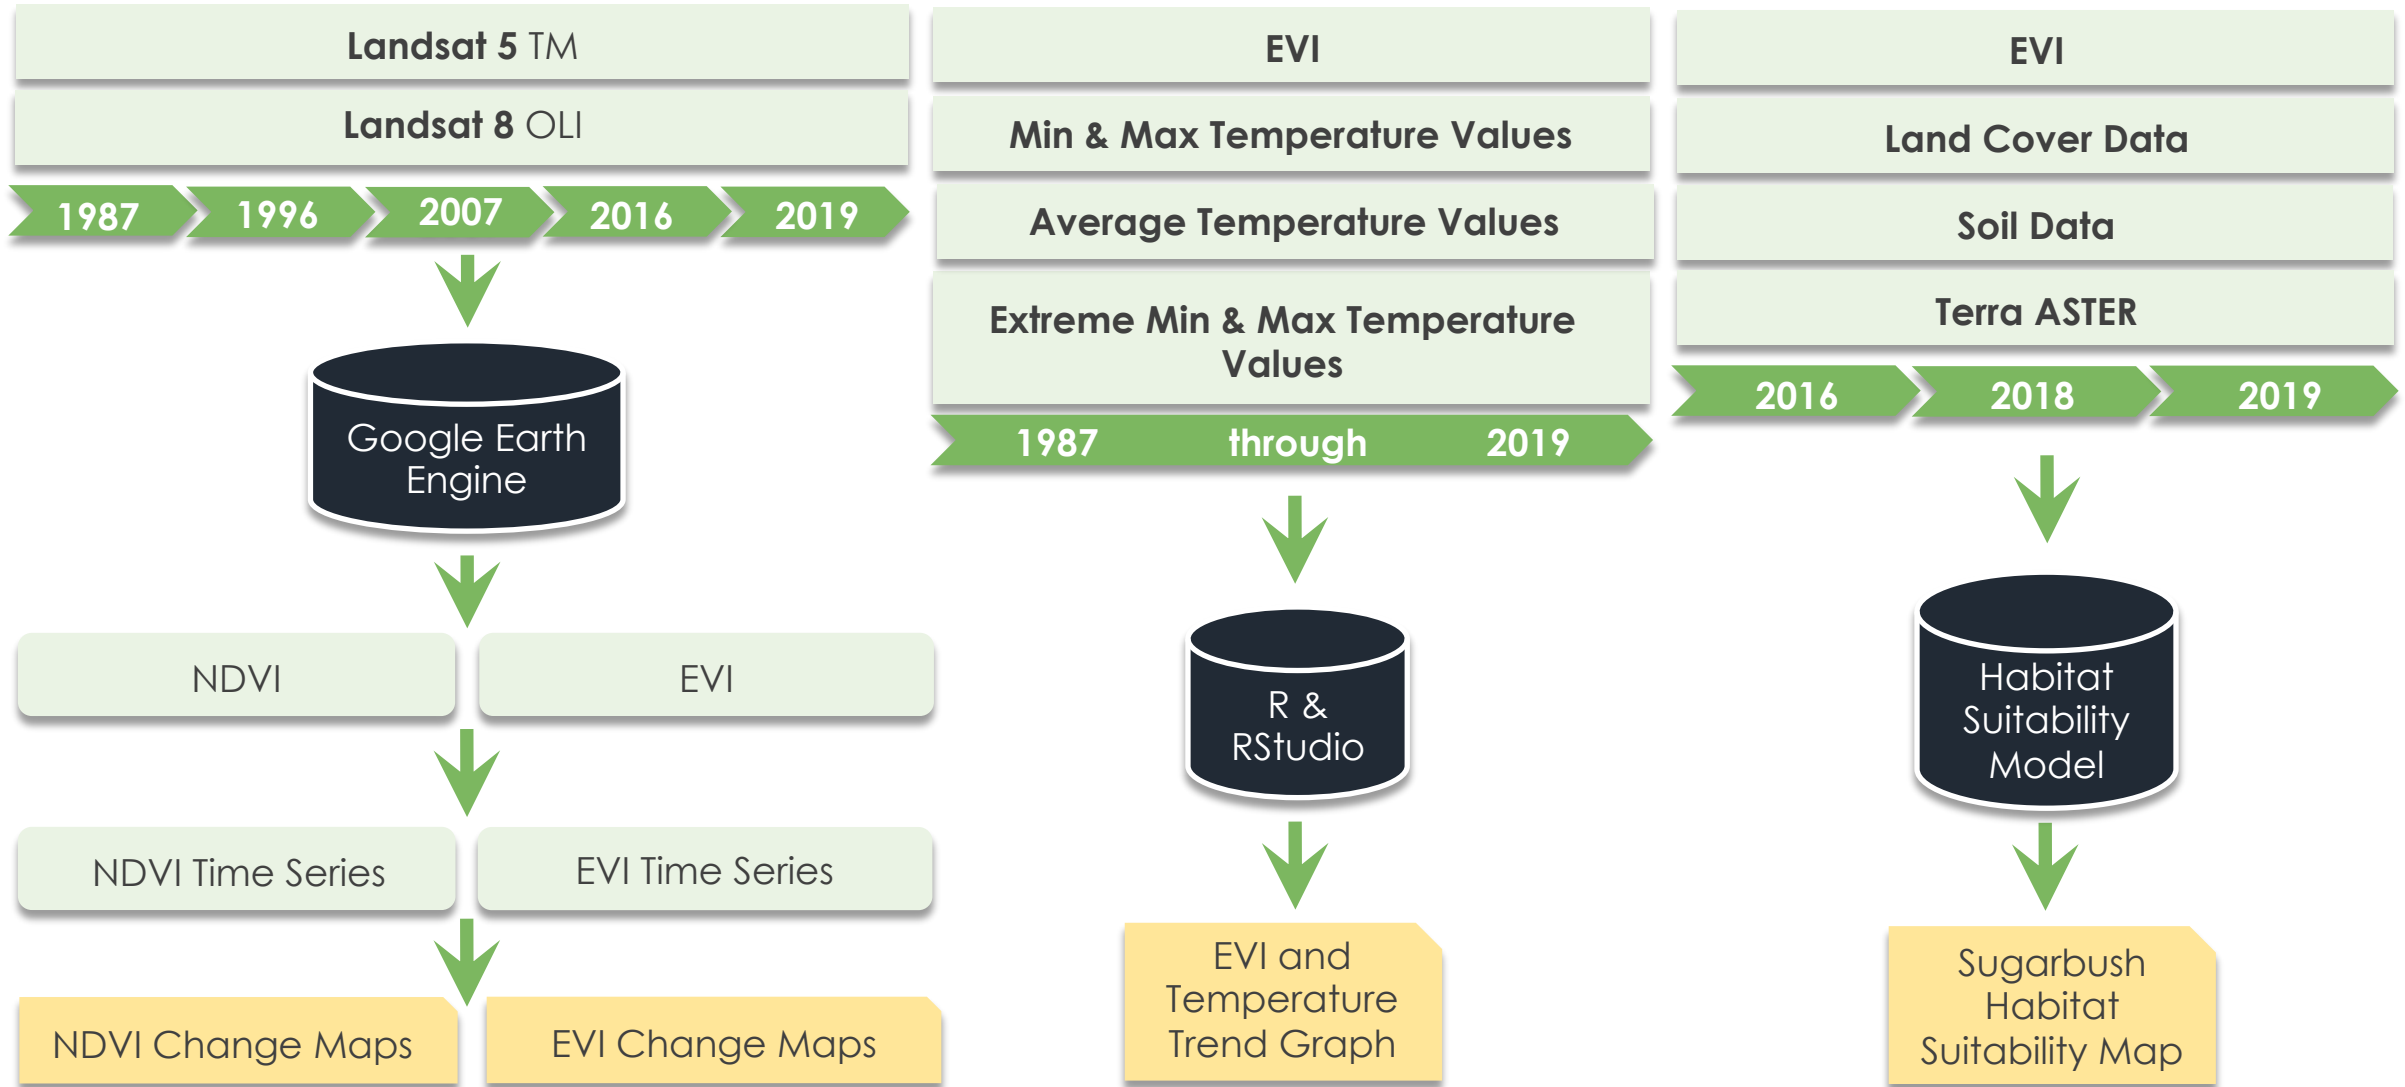 Landsat 5 TM
Landsat 8 OLI
1987 1996 2007 2016 2019
Google Earth
Engine
NDVI
EVI
NDVI Time Series
EVI Time Series
NDVI Change Maps
EVI Change Maps
EVI
Min & Max Temperature Values
Average Temperature Values
Extreme Min & Max Temperature
Values
1987 through 2019
R &
RStudio
EVI and
Temperature
Trend Graph
EVI
Land Cover Data
Soil Data
Terra ASTER
2016 2018 2019
Habitat
Suitability
Model
Sugarbush
Habitat
Suitability Map